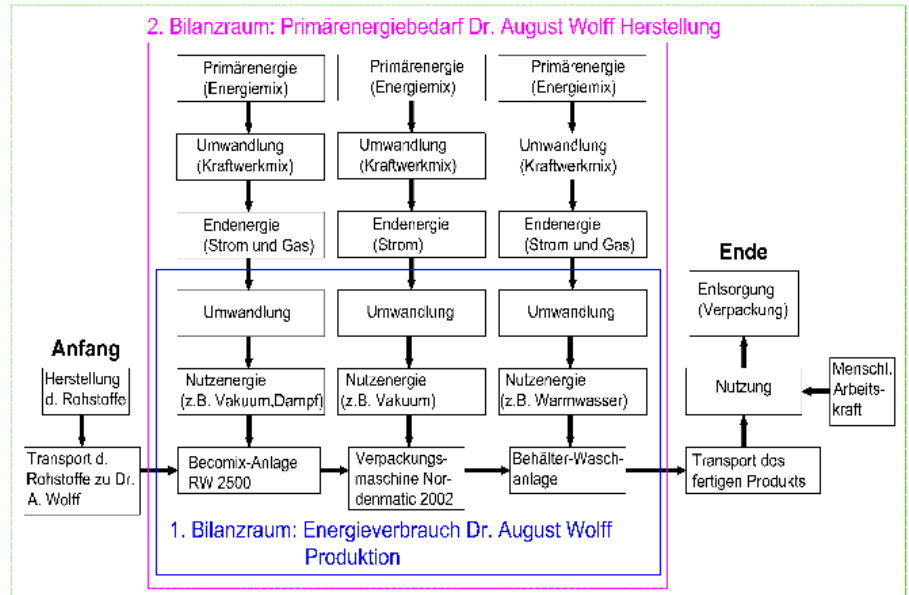 2. Bilanzraum: Primärenergiebedarf Dr. August Wolff Herstellung
Primärenergie
(Energiemix)
Primärenergie
(Energiemix)
Primärenergie
(Energiemix)
Umwandlung
(Kraftwerkmix)
Umwandlung
(Kraftwerkmix)
Umwandlung
(Kraftwerkmix)
Endenergie
(Strom und Gas)
Endenergie
(Strom)
Endenergie
(Strom und Gas)
Ende
Entsorgung
(Verpackung)
Umwandlung
Umwandlung
Umwandlung
Anfang
Herstellung
d. Rohstoffe
Nutzenergie
(z.B. Vakuum,Dampf)
Nutzenergie
(z.B. Vakuum)
Nutzenergie
(z.B. Warmwasser)
Nutzung
Menschl.
Arbeits-
kraft
Transport d.
Rohstoffe zu Dr.
A. Wolff
Becomix-Anlage
RW 2500
Verpackungs-
maschine Nor-
denmatic 2002
Behälter-Wasch-
anlage
Transport des
fertigen Produkts
1. Bilanzraum: Energieverbrauch Dr. August Wolff
Produktion